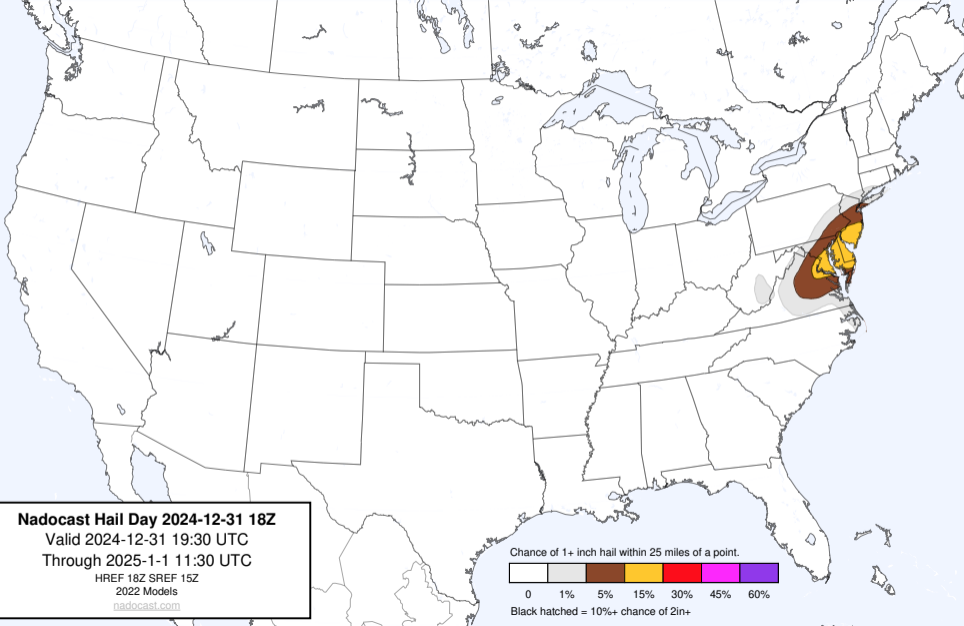 Nadocast Hail Day 2024-12-31 18Z
Valid 2024-12-31 19:30 UTC
Through 2025-1-1 11:30 UTC
HREF 18Z SREF 15Z
2022 Models
nadocast.com
Chance of 1+ inch hail within 25 miles of a point.
0 1% 5% 15% 30% 45% 60%
Black hatched = 10%+ chance of 2in+